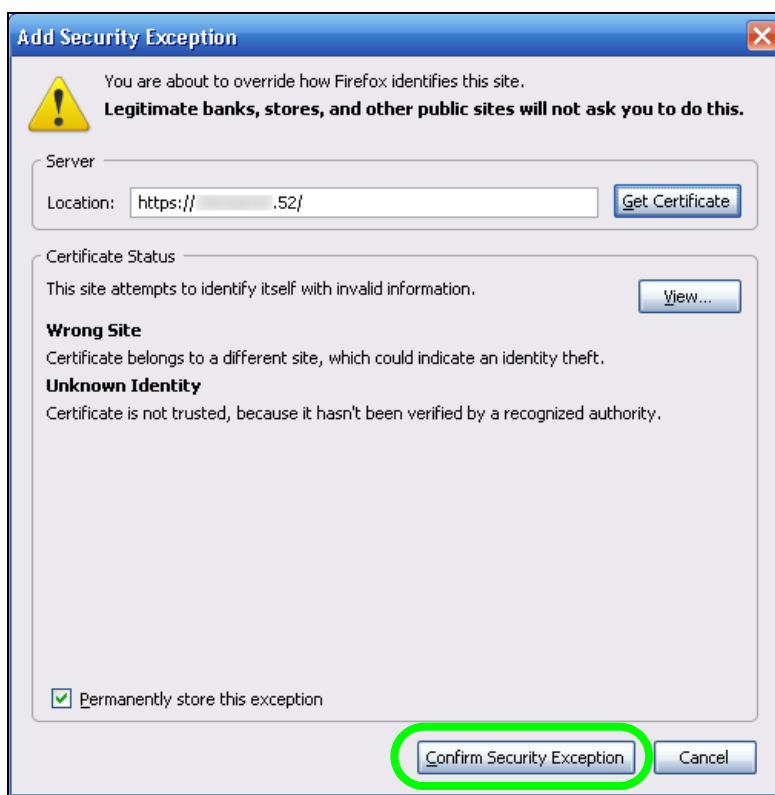 Add Security Exception
You are about to override how Firefox identifies this site.
Legitimate banks, stores, and other public sites will not ask you to do this.
Server
Location: https:// .52/ Get Certificate
Certificate Status
This site attempts to identify itself with invalid information. View...
Wrong Site
Certificate belongs to a different site, which could indicate an identity theft.
Unknown Identity
Certificate is not trusted, because it hasn't been verified by a recognized authority.
Permanently store this exception
Confirm Security Exception Cancel